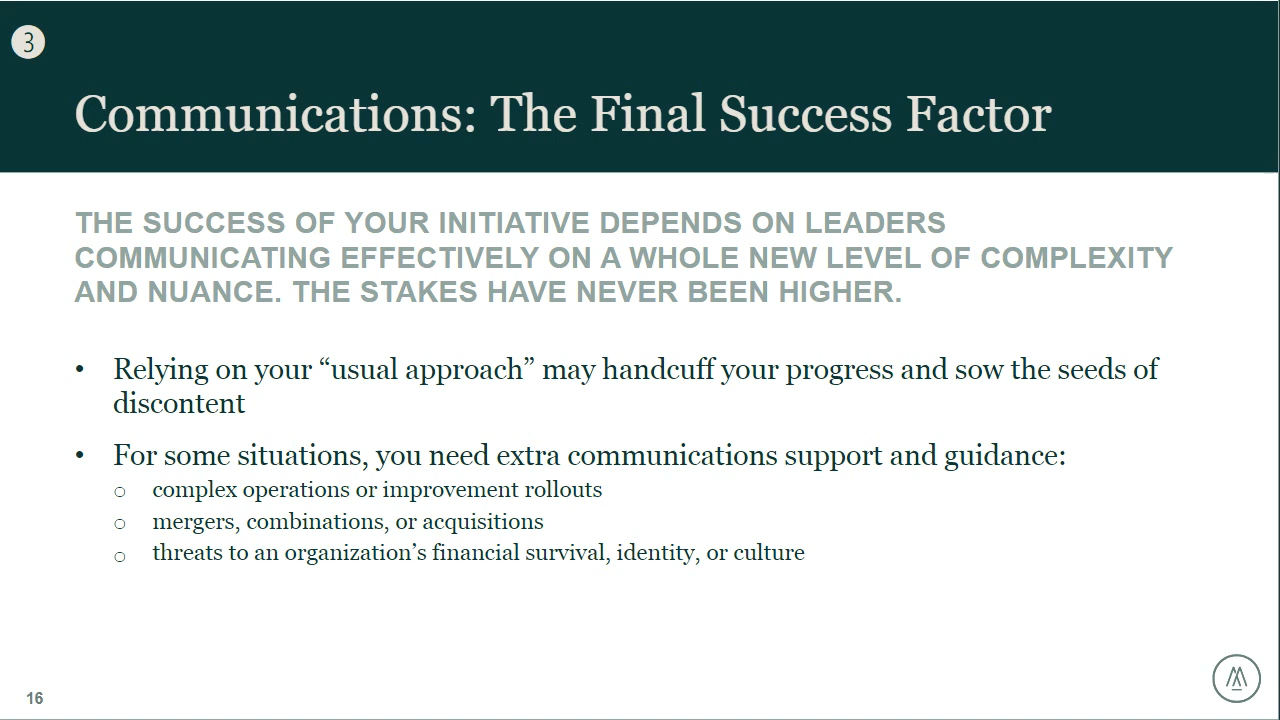 3
Communications: The Final Success Factor
THE SUCCESS OF YOUR INITIATIVE DEPENDS ON LEADERS
COMMUNICATING EFFECTIVELY ON A WHOLE NEW LEVEL OF COMPLEXITY
AND NUANCE. THE STAKES HAVE NEVER BEEN HIGHER.
• Relying on your “usual approach” may handcuff your progress and sow the seeds of
discontent
• For some situations, you need extra communications support and guidance:
o complex operations or improvement rollouts
o mergers, combinations, or acquisitions
o threats to an organization’s financial survival, identity, or culture
16